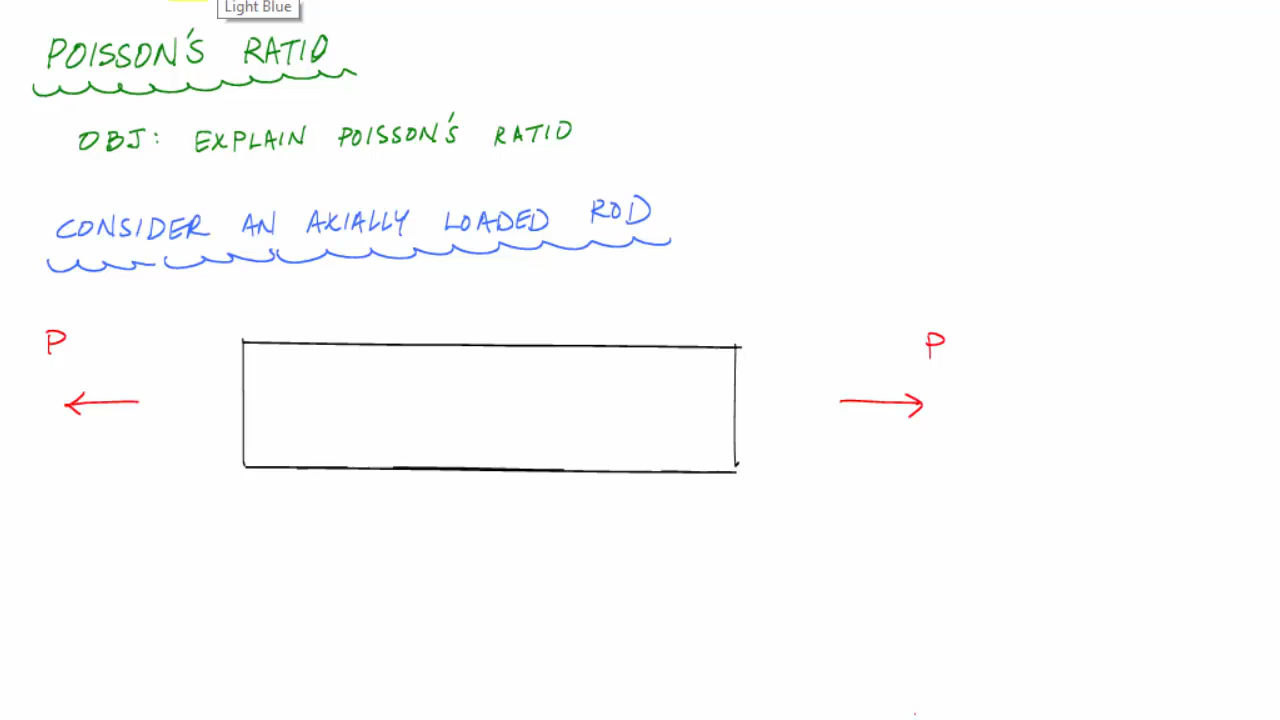 Light Blue
POISSON'S RATIO
OBJ: EXPLAIN POISSON'S RATIO
CONSIDER AN AXIALLY LOADED ROD
P
P